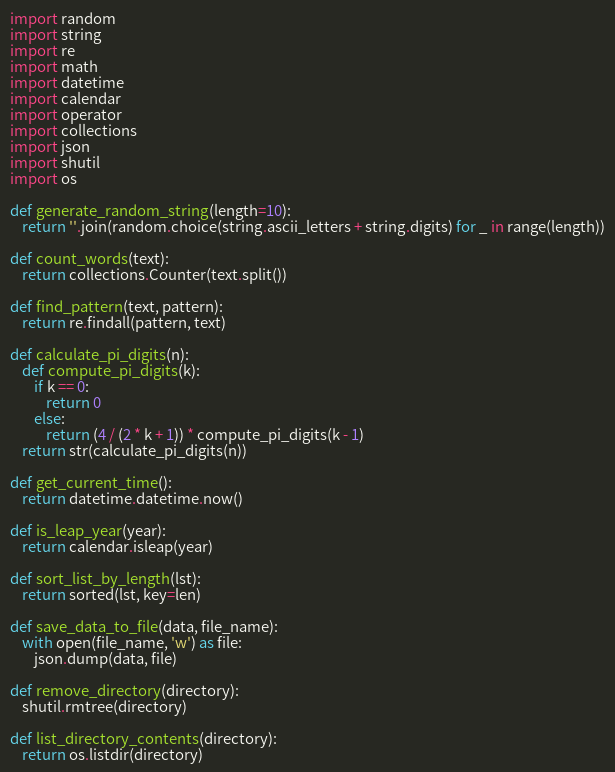 import random
import string
import re
import math
import datetime
import calendar
import operator
import collections
import json
import shutil
import os

def generate_random_string(length=10):
    return ''.join(random.choice(string.ascii_letters + string.digits) for _ in range(length))

def count_words(text):
    return collections.Counter(text.split())

def find_pattern(text, pattern):
    return re.findall(pattern, text)

def calculate_pi_digits(n):
    def compute_pi_digits(k):
        if k == 0:
            return 0
        else:
            return (4 / (2 * k + 1)) * compute_pi_digits(k - 1)
    return str(calculate_pi_digits(n))

def get_current_time():
    return datetime.datetime.now()

def is_leap_year(year):
    return calendar.isleap(year)

def sort_list_by_length(lst):
    return sorted(lst, key=len)

def save_data_to_file(data, file_name):
    with open(file_name, 'w') as file:
        json.dump(data, file)

def remove_directory(directory):
    shutil.rmtree(directory)

def list_directory_contents(directory):
    return os.listdir(directory)